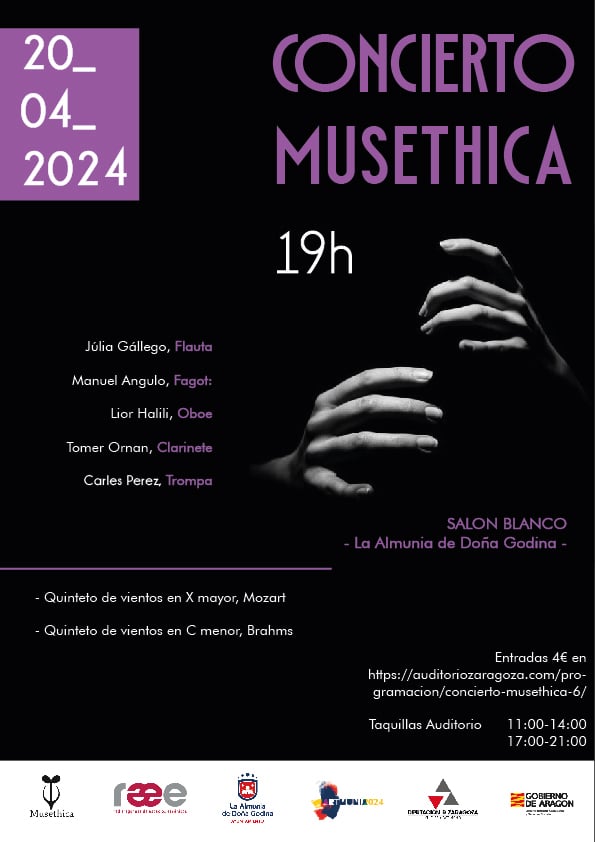 20_
04_
2024
CONCIERTO
MUSETHICA
19h
Júlia Gállego, Flauta
Manuel Angulo, Fagot:
Lior Halili, Oboe
Tomer Ornan, Clarinete
Carles Perez, Trompa
SALON BLANCO
- La Almunia de Doña Godina -
- Quinteto de vientos en X mayor, Mozart
- Quinteto de vientos en C menor, Brahms
Entradas 4€ en
https://auditoriozaragoza.com/pro-
gramacion/concierto-musethica-6/
Taquillas Auditorio 11:00-14:00
17:00-21:00
Musethica
La Almunia
de Doña Godina
AYUNTAMIENTO
ARTMUNIA2024
DIPUTACIÓN DE ZARAGOZA
GOBIERNO
DE ARAGON